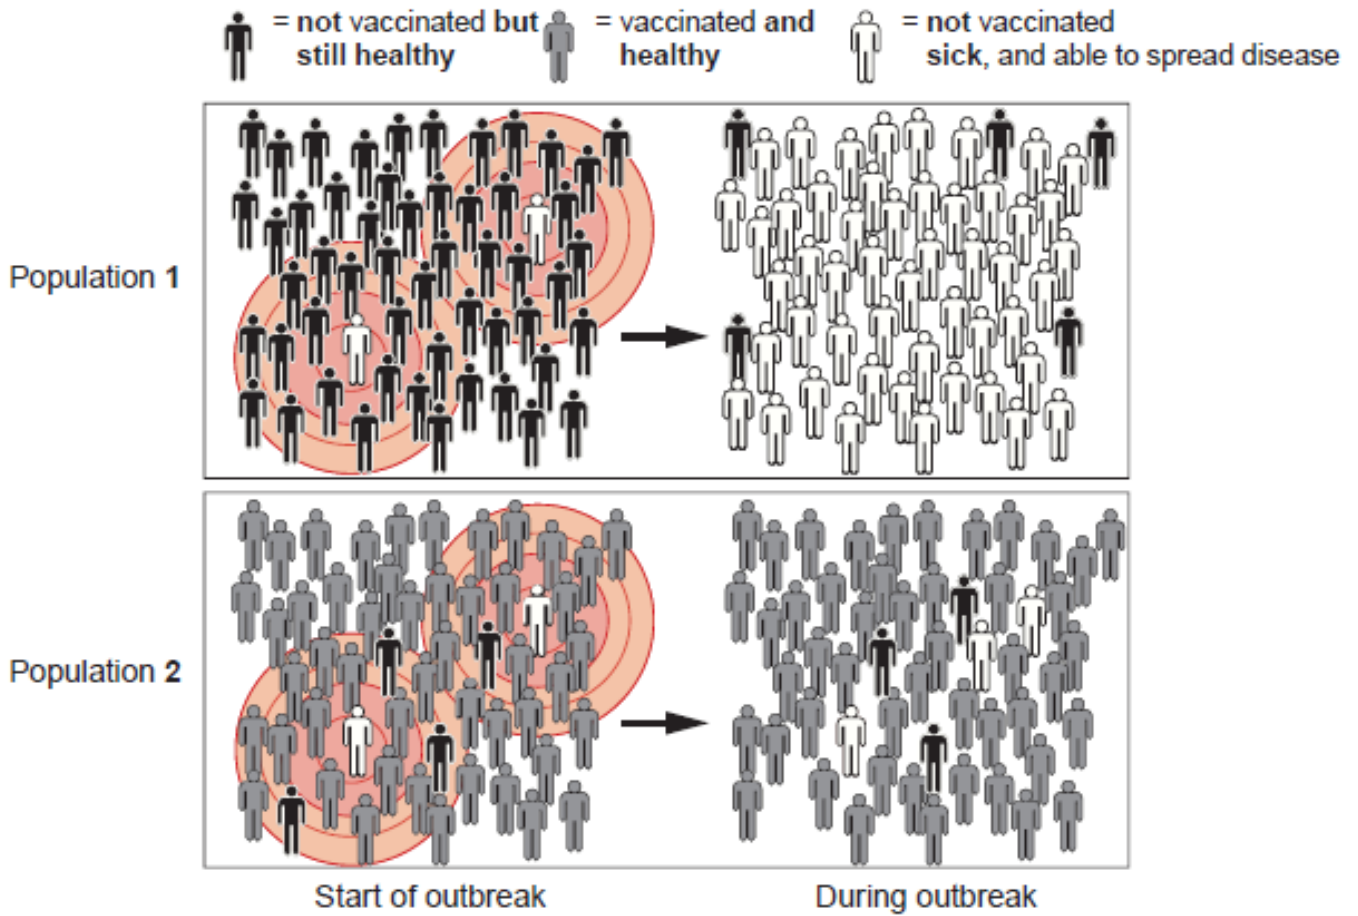 = not vaccinated but
still healthy
= vaccinated and
healthy
= not vaccinated
sick, and able to spread disease
Population 1
Population 2
Start of outbreak
During outbreak